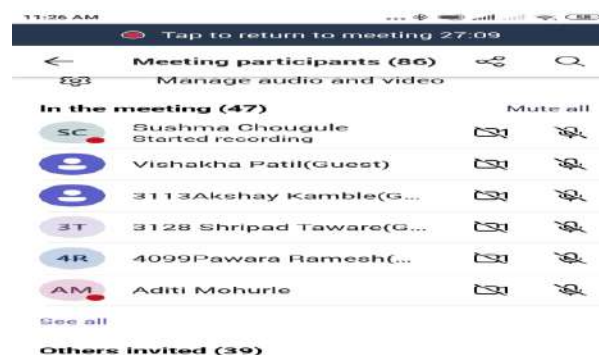 11:26 AM
Tap to return to meeting 27:09
Meeting participants (86)
Manage audio and video
In the meeting (47) Mute all
SC Sushma Chougule
Started recording
Vishakha Patil(Guest)
3113Akshay Kamble(G...
3T 3128 Shripad Taware(G...
4R 4099Pawara Ramesh(...
AM Aditi Mohurle
See all
Others invited (39)